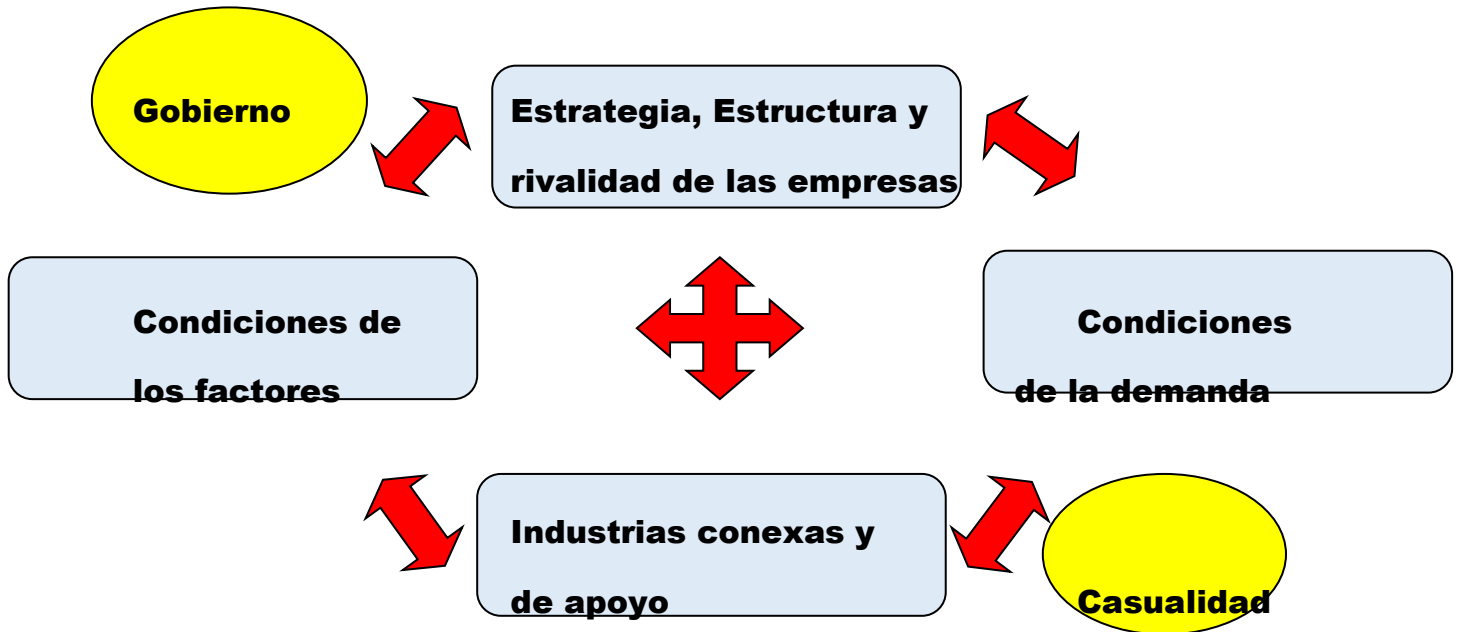 Gobierno
Estrategia, Estructura y
rivalidad de las empresas
Condiciones de
los factores
Condiciones
de la demanda
Industrias conexas y
de apoyo
Casualidad